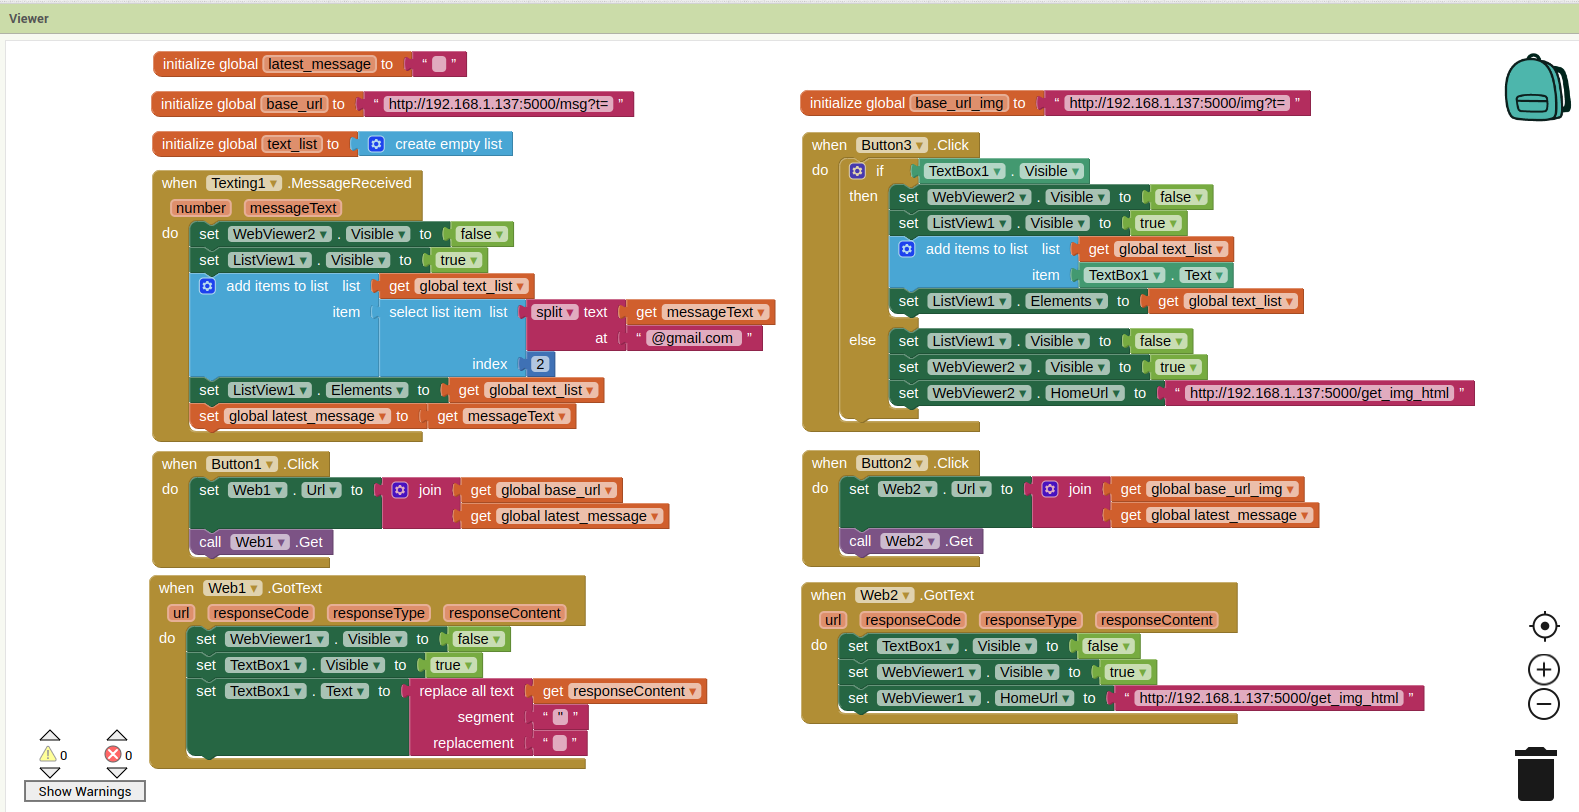 Viewer
initialize global latest_message to “ ”
initialize global base_url to “ http://192.168.1.137:5000/msg?t= ”
initialize global text_list to create empty list
when Texting1 .MessageReceived
number messageText
do set WebViewer2 . Visible to false
set ListView1 . Visible to true
add items to list list get global text_list
item select list item list split text get messageText
at “ @gmail.com ”
index 2
set ListView1 . Elements to get global text_list
set global latest_message to get messageText
when Button1 .Click
do set Web1 . Url to join get global base_url
get global latest_message
call Web1 .Get
when Web1 .GotText
url responseCode responseType responseContent
do set WebViewer1 . Visible to false
set TextBox1 . Visible to true
set TextBox1 . Text to replace all text get responseContent
segment “ " ”
replacement “ ”
initialize global base_url_img to “ http://192.168.1.137:5000/img?t= ”
when Button3 .Click
do if TextBox1 . Visible
then set WebViewer2 . Visible to false
set ListView1 . Visible to true
add items to list list get global text_list
item TextBox1 . Text
set ListView1 . Elements to get global text_list
else set ListView1 . Visible to false
set WebViewer2 . Visible to true
set WebViewer2 . HomeUrl to “ http://192.168.1.137:5000/get_img_html ”
when Button2 .Click
do set Web2 . Url to join get global base_url_img
get global latest_message
call Web2 .Get
when Web2 .GotText
url responseCode responseType responseContent
do set TextBox1 . Visible to false
set WebViewer1 . Visible to true
set WebViewer1 . HomeUrl to “ http://192.168.1.137:5000/get_img_html ”
0 0
Show Warnings